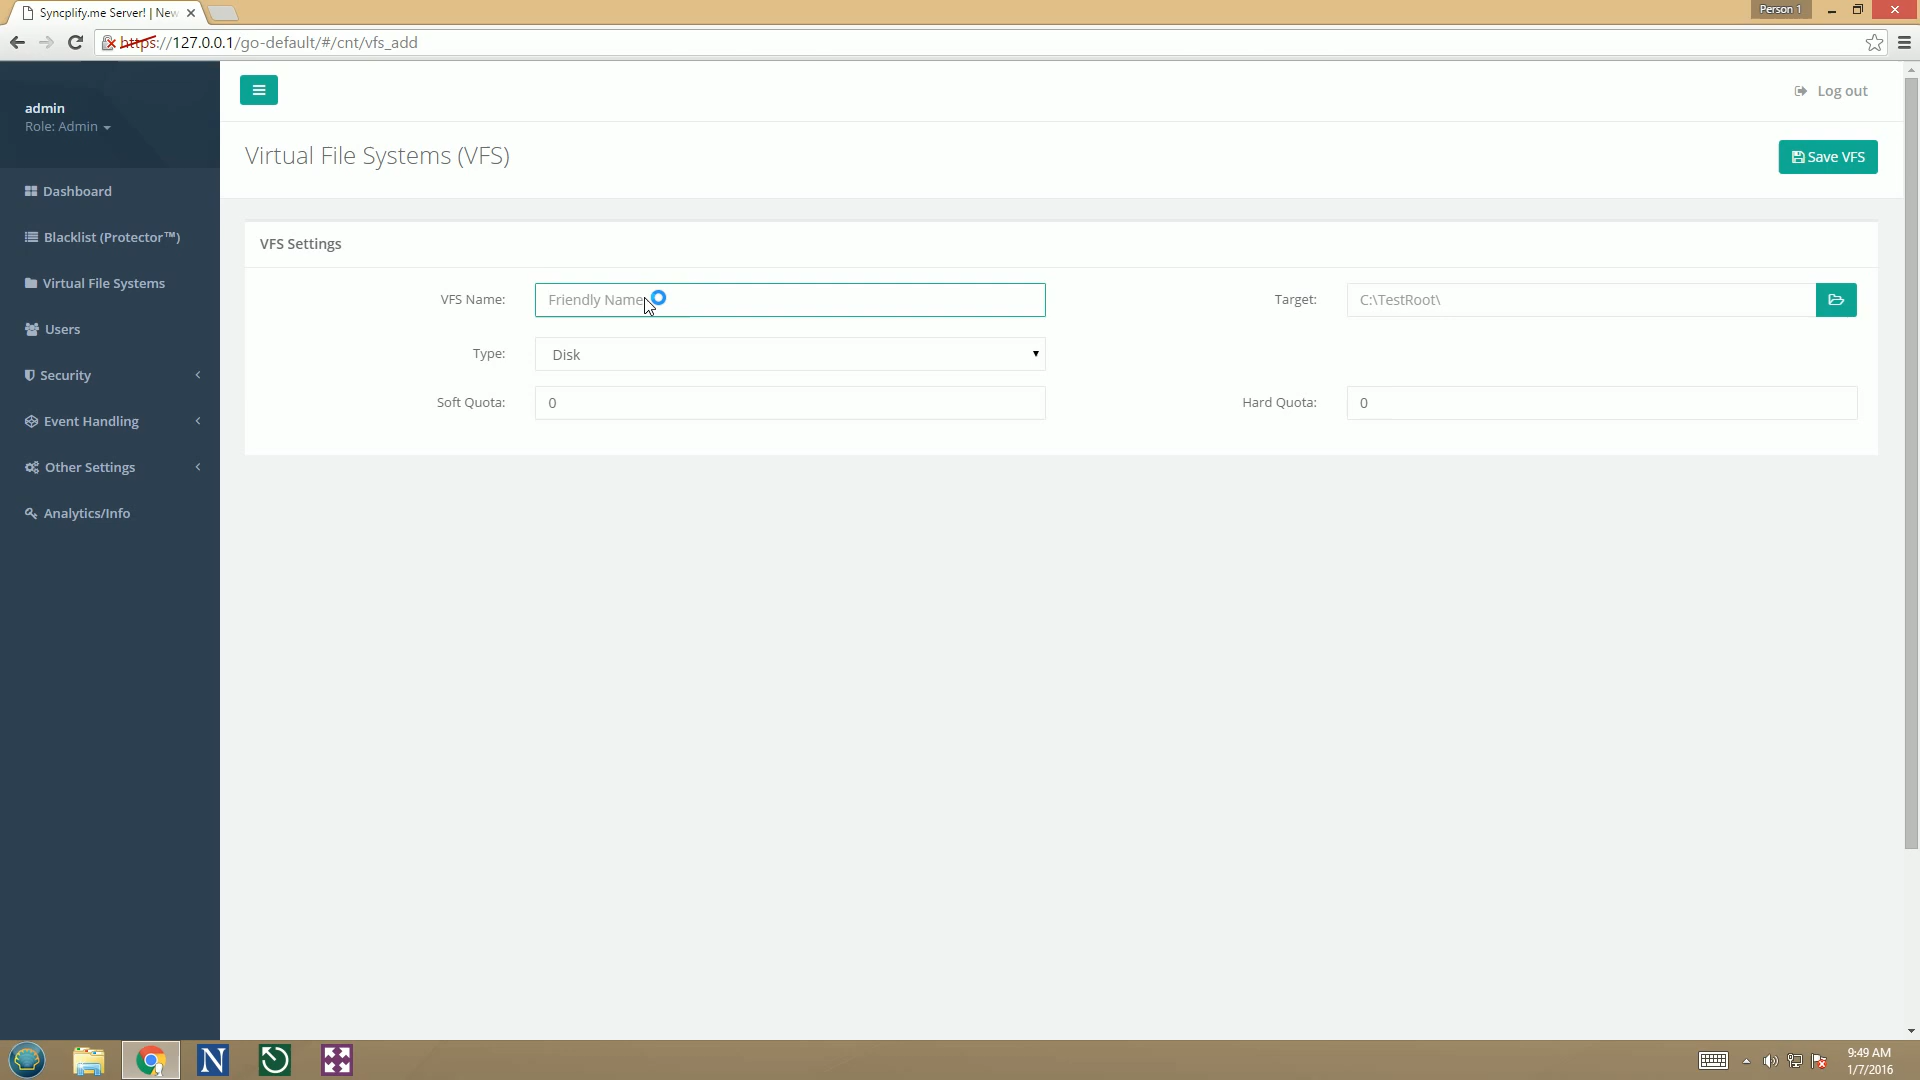 Syncplify.me Server! | New
Person 1
https://127.0.0.1/go-default/#/cnt/vfs_add
admin
Role: Admin
Log out
Virtual File Systems (VFS)
Save VFS
Dashboard
Blacklist (Protector™)
Virtual File Systems
Users
Security
Event Handling
Other Settings
Analytics/Info
VFS Settings
VFS Name:
Friendly Name
Target:
C:\TestRoot\
Type:
Disk
Soft Quota:
0
Hard Quota:
0
N
9:49 AM
1/7/2016